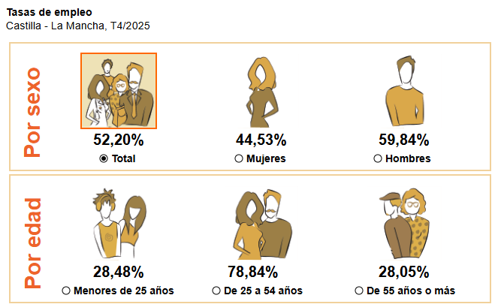 Tasas de empleo
Castilla - La Mancha, T4/2025
Por sexo
52,20% 44,53% 59,84%
Total Mujeres Hombres
Por edad
28,48% 78,84% 28,05%
Menores de 25 años De 25 a 54 años De 55 años o más